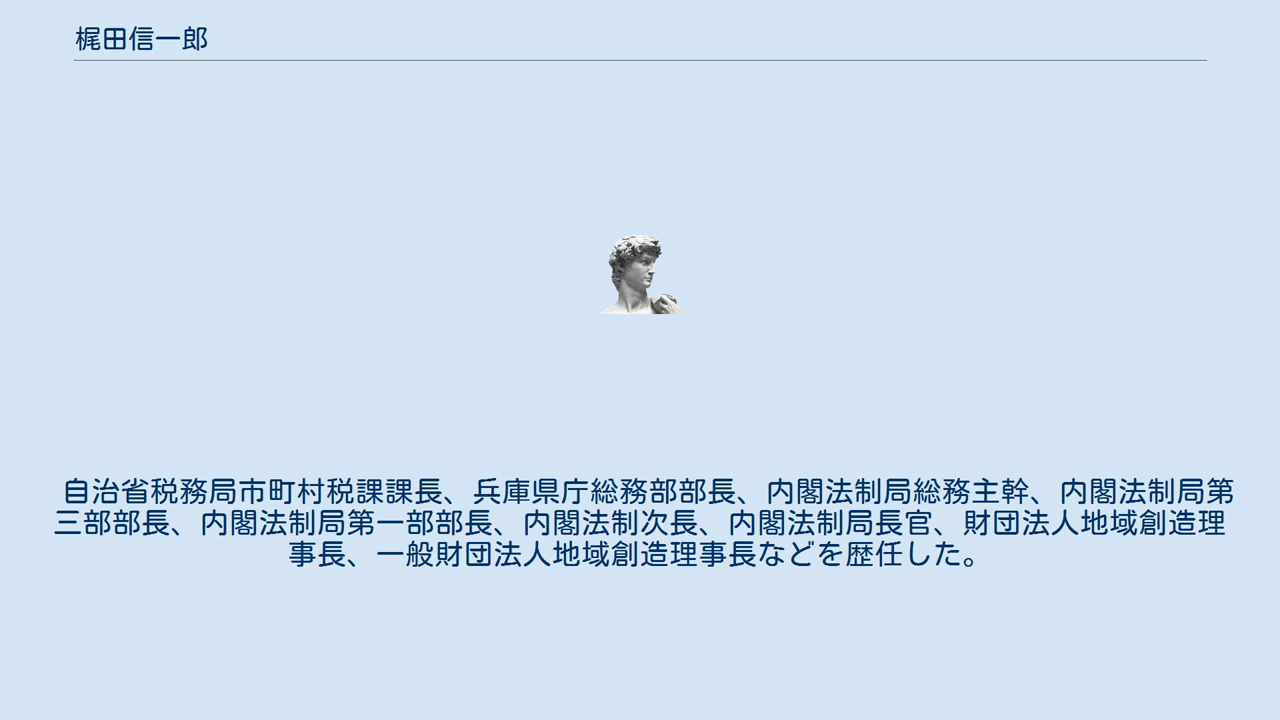 梶田信一郎
自治省税務局市町村税課課長、兵庫県庁総務部部長、内閣法制局総務主幹、内閣法制局第
三部部長、内閣法制局第一部部長、内閣法制次長、内閣法制局長官、財団法人地域創造理
事長、一般財団法人地域創造理事長などを歴任した。